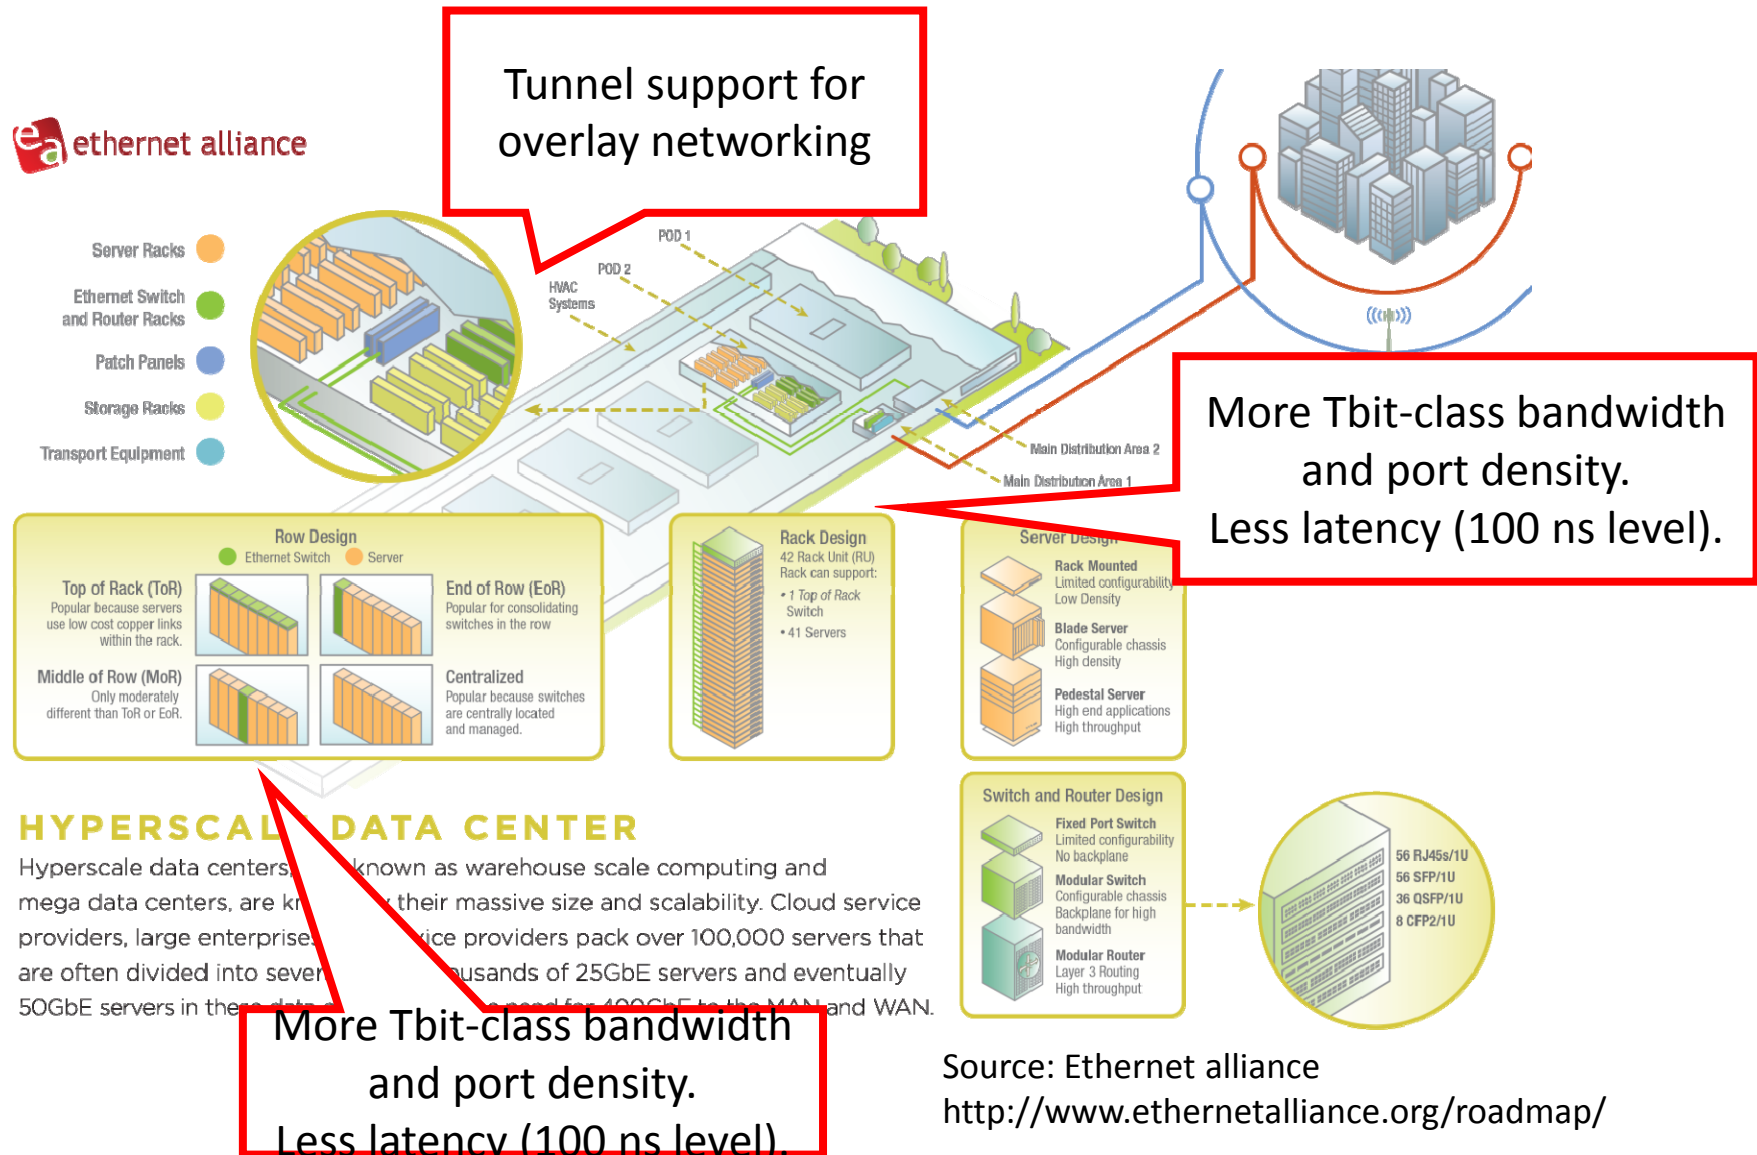 Tunnel support for
overlay networking
ea
ethernet alliance
Server Racks
Ethernet Switch
and Router Racks
Patch Panels
Storage Racks
Transport Equipment
POD 1
POD 2
HVAC
Systems
Main Distribution Area 2
Main Distribution Area 1
More Tbit-class bandwidth
and port density.
Less latency (100 ns level).
Row Design
Ethernet Switch
Server
Top of Rack (ToR)
Popular because servers
use low cost copper links
within the rack.
End of Row (EoR)
Popular for consolidating
switches in the row
Middle of Row (MoR)
Only moderately
different than ToR or EoR.
Centralized
Popular because switches
are centrally located
and managed.
Rack Design
42 Rack Unit (RU)
Rack can support:
• 1 Top of Rack
Switch
• 41 Servers
Server Design
Rack Mounted
Limited configurability
Low Density
Blade Server
Configurable chassis
High density
Pedestal Server
High end applications
High throughput
Switch and Router Design
Fixed Port Switch
Limited configurability
No backplane
Modular Switch
Configurable chassis
Backplane for high
bandwidth
Modular Router
Layer 3 Routing
High throughput
56 RJ45s/1U
56 SFP/1U
36 QSFP/1U
8 CFP2/1U
HYPERSCAL DATA CENTER
Hyperscale data centers, known as warehouse scale computing and
mega data centers, are their massive size and scalability. Cloud service
providers, large enterprises providers pack over 100,000 servers that
are often divided into of 25GbE servers and eventually
50GbE servers in these data need for 400GbE to the MAN and WAN.
More Tbit-class bandwidth
and port density.
Less latency (100 ns level).
Source: Ethernet alliance
http://www.ethernetalliance.org/roadmap/